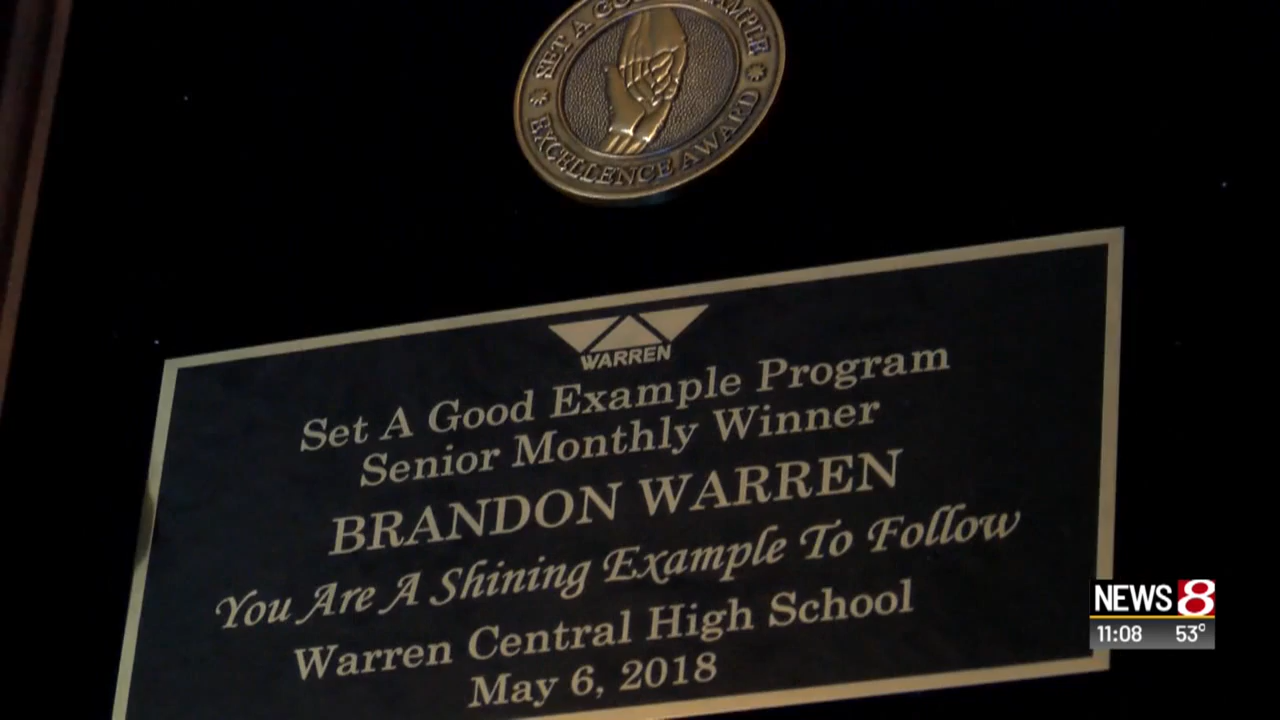 SET A GOOD EXAMPLE
EXCELLENCE AWARD
WARREN
Set A Good Example Program
Senior Monthly Winner
BRANDON WARREN
You Are A Shining Example To Follow
Warren Central High School
May 6, 2018
NEWS 8
11:08 53°